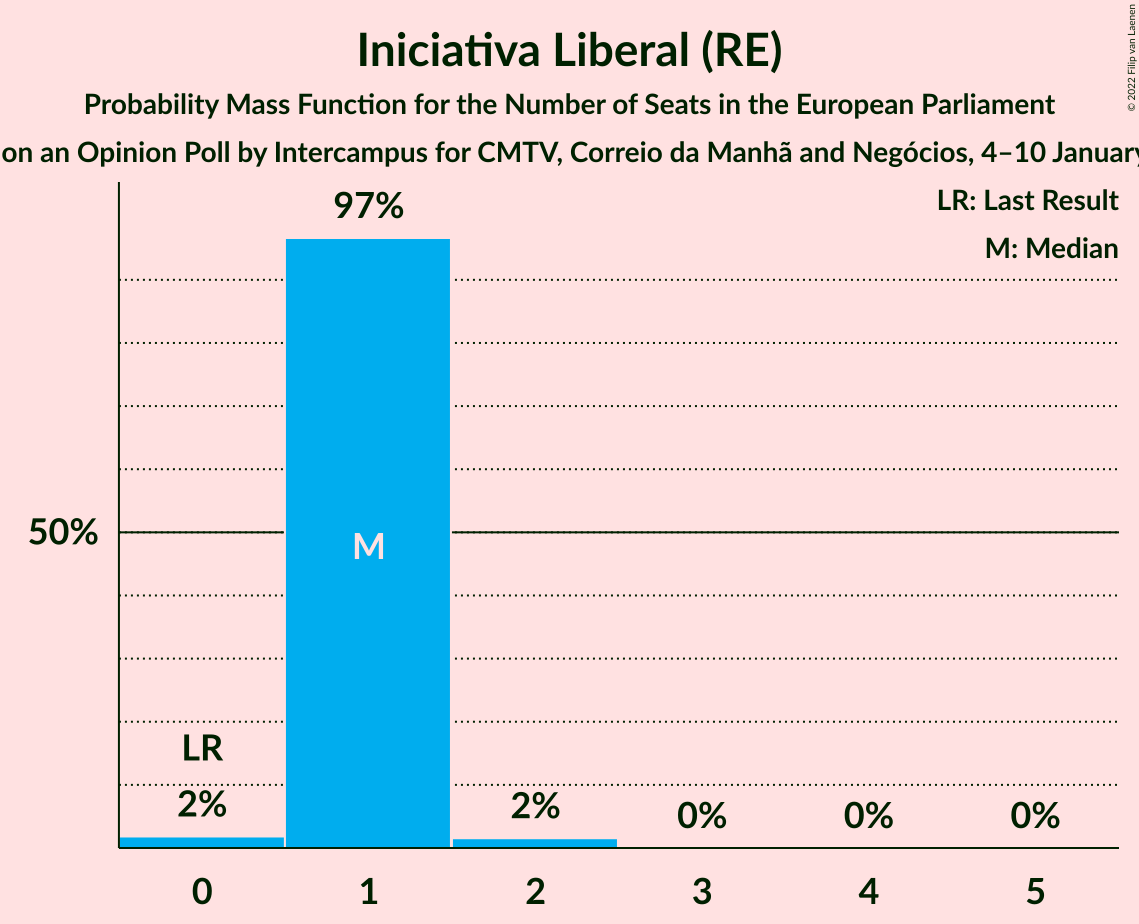 Iniciativa Liberal (RE)
Probability Mass Function for the Number of Seats in the European Parliament
on an Opinion Poll by Intercampus for CMTV, Correio da Manhã and Negócios, 4–10 January
© 2022 Filip van Laenen
LR: Last Result
M: Median
97%
50%
M
LR
2%
2%
0%
0%
0%
0
1
2
3
4
5